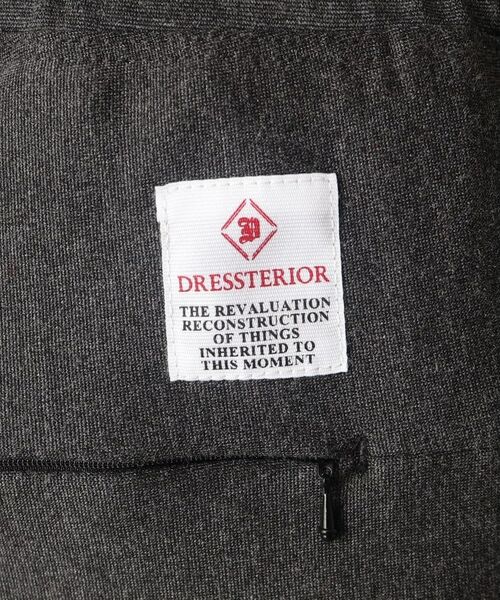 D
DRESSTERIOR
THE REVALUATION
RECONSTRUCTION
OF THINGS
INHERITED TO
THIS MOMENT